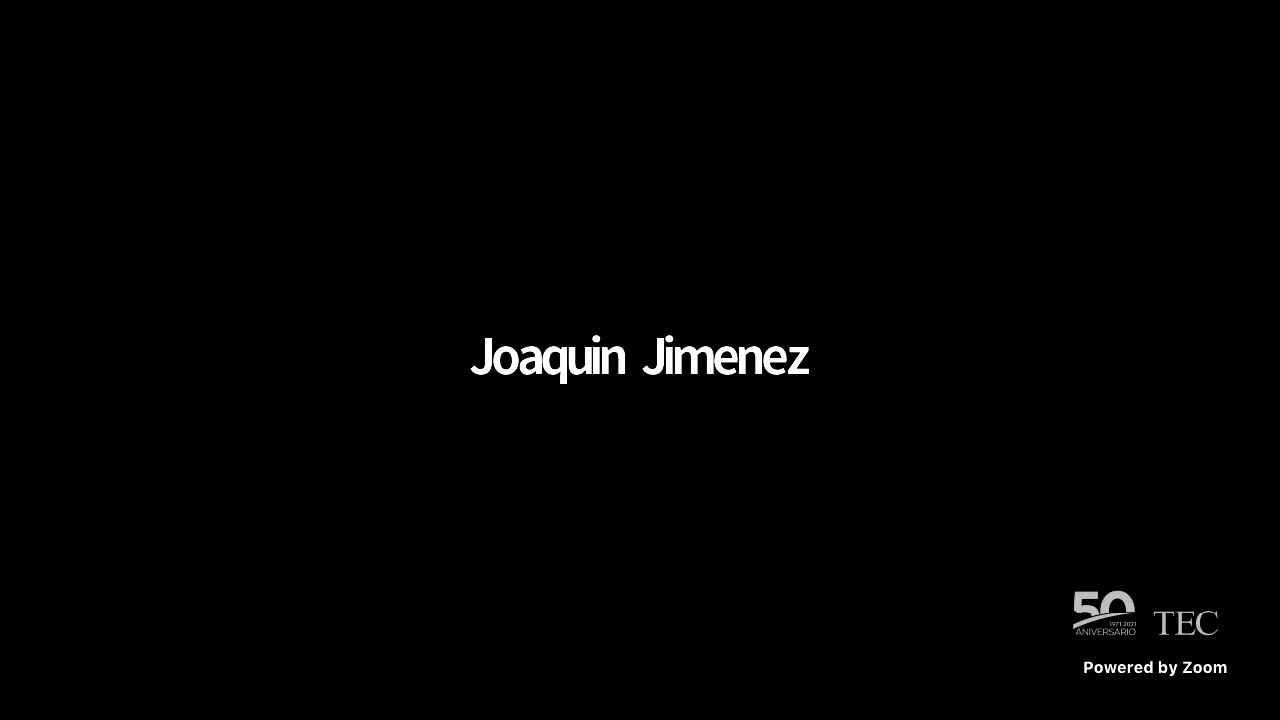 Joaquin Jimenez
50
1971-2021
ANIVERSARIO
TEC
Powered by Zoom